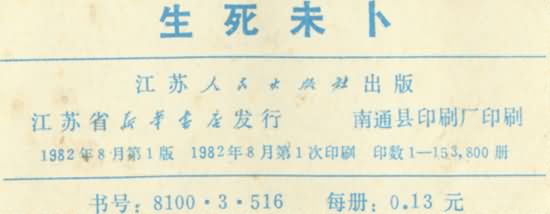 生死未卜
江苏人民出版社出版
江苏省新华书店发行 南通县印刷厂印刷
1982年8月第1版 1982年8月第1次印刷 印数1—153,800册
书号：8100·3·516 每册：0.13元